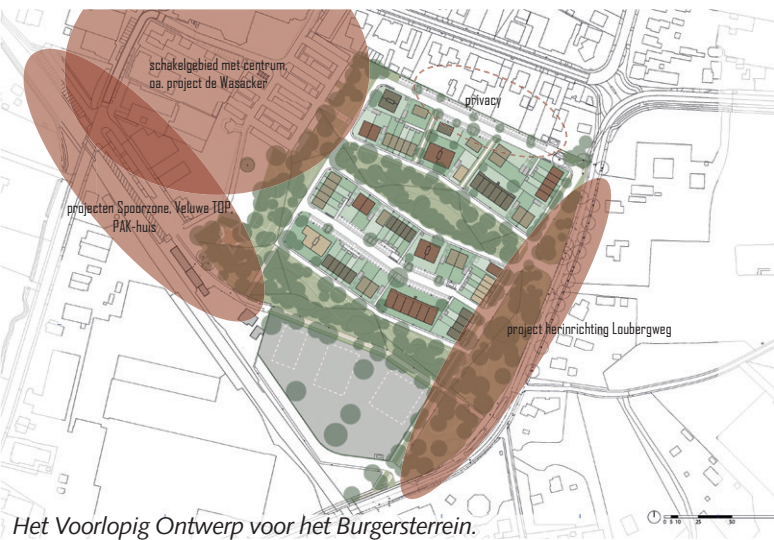 schakelgebied met centrum,
oa. project de Wasacker
privacy
projecten Spoorzone, Veluwe TOP,
PAK-huis
project herinrichting Loubergweg
0 5 10 25 50
Het Voorlopig Ontwerp voor het Burgersterrein.